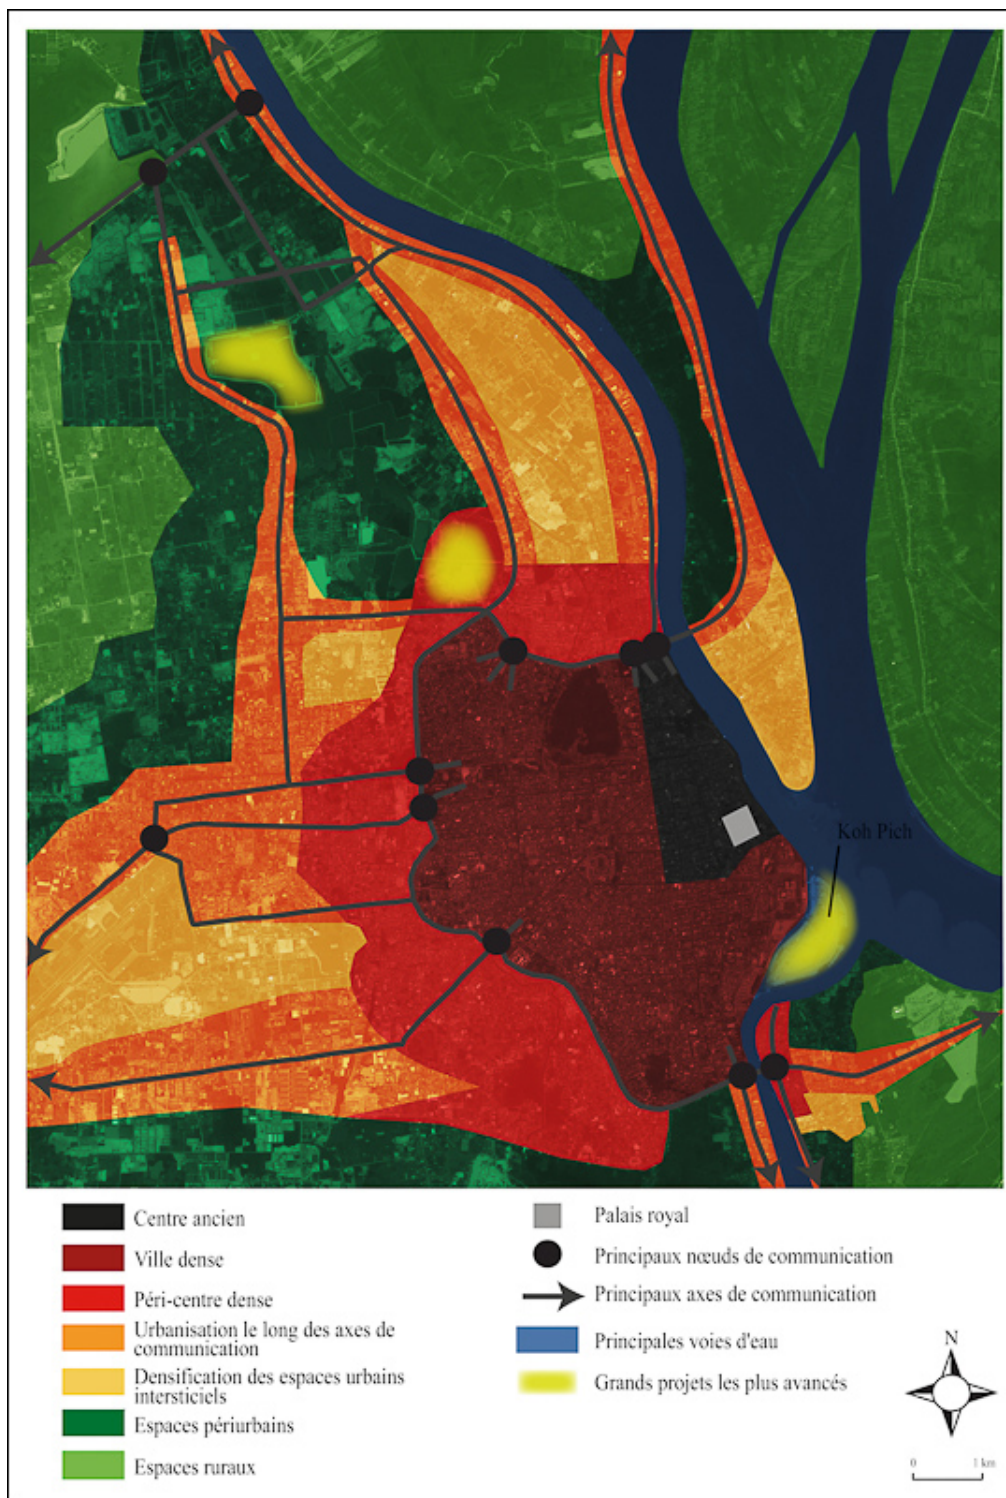 Koh Pich
Centre ancien
Ville dense
Péri-centre dense
Urbanisation le long des axes de
communication
Densification des espaces urbains
intersticiels
Espaces périurbains
Espaces ruraux
Palais royal
Principaux nœuds de communication
Principaux axes de communication
Principales voies d'eau
Grands projets les plus avancés
N
0 1 km